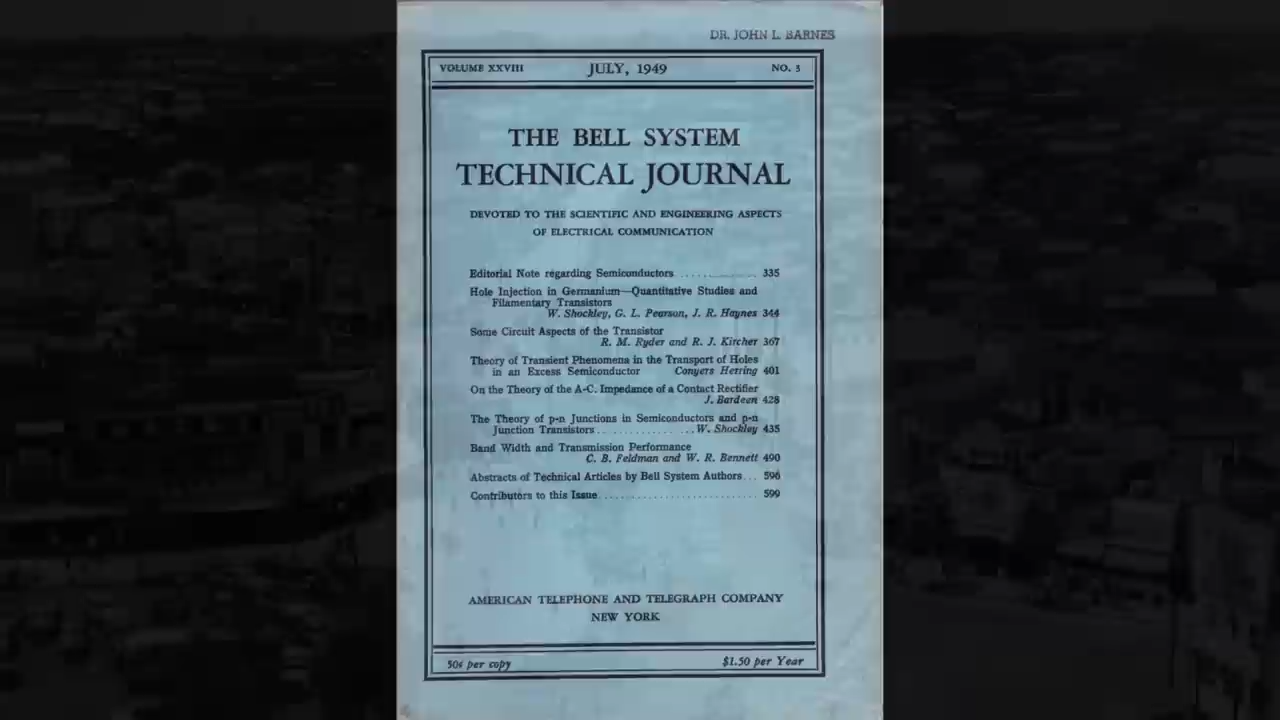 DR. JOHN L. BARNES
VOLUME XXVIII JULY, 1949 NO. 3
THE BELL SYSTEM
TECHNICAL JOURNAL
DEVOTED TO THE SCIENTIFIC AND ENGINEERING ASPECTS
OF ELECTRICAL COMMUNICATION
Editorial Note regarding Semiconductors .............. 335
Hole Injection in Germanium—Quantitative Studies and
Filamentary Transistors
W. Shockley, G. L. Pearson, J. R. Haynes 344
Some Circuit Aspects of the Transistor
R. M. Ryder and R. J. Kircher 367
Theory of Transient Phenomena in the Transport of Holes
in an Excess Semiconductor Conyers Herring 401
On the Theory of the A-C. Impedance of a Contact Rectifier
J. Bardeen 428
The Theory of p-n Junctions in Semiconductors and p-n
Junction Transistors.................W. Shockley 435
Band Width and Transmission Performance
C. B. Feldman and W. R. Bennett 490
Abstracts of Technical Articles by Bell System Authors... 596
Contributors to this Issue........................... 599
AMERICAN TELEPHONE AND TELEGRAPH COMPANY
NEW YORK
50¢ per copy $1.50 per Year